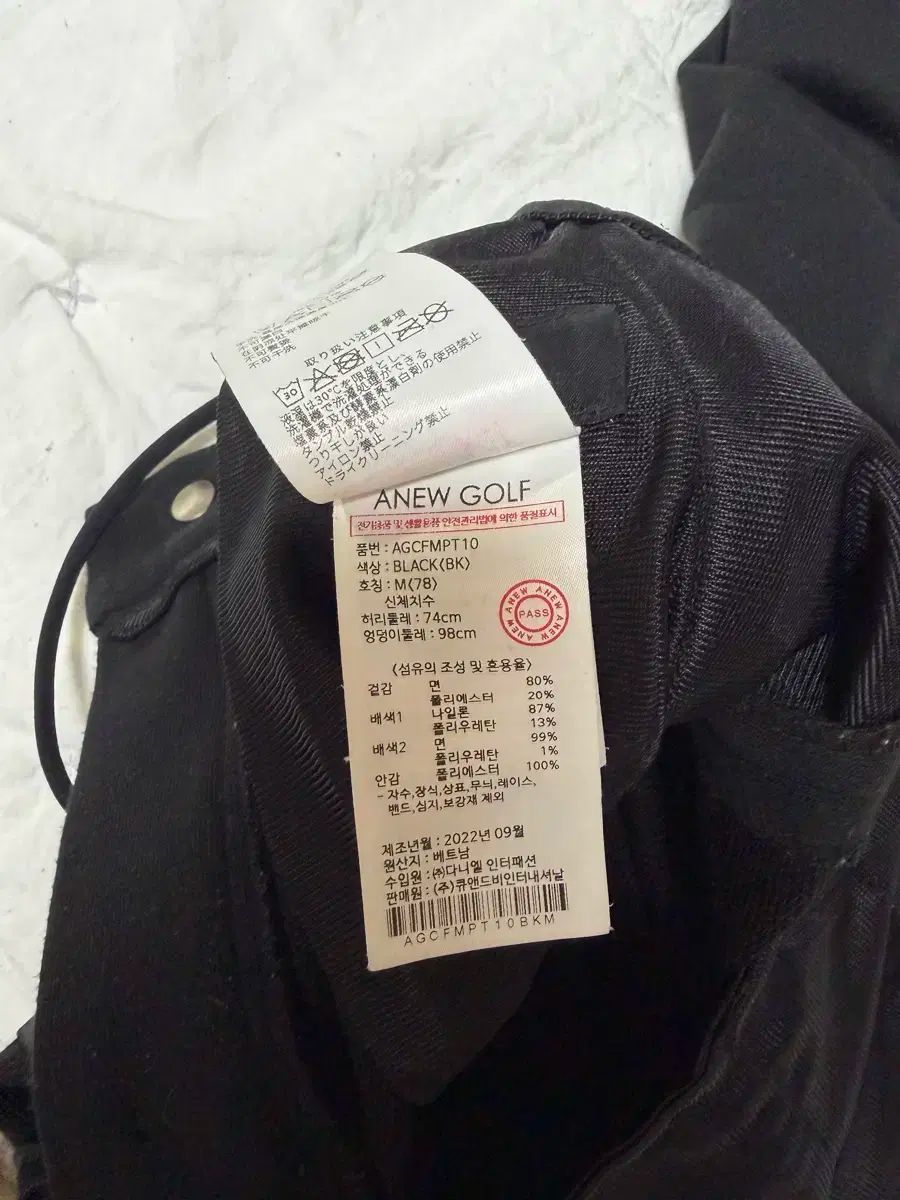 不可干洗
取り扱い注意事項
液温は30℃を限度とし、
洗濯機で洗濯処理ができる
塩素系及び酸素系漂白剤の使用禁止
タンブル乾燥禁止
つり干しが良い
アイロン禁止
ドライクリーニング禁止
ANEW GOLF
전기용품 및 생활용품 안전관리법에 의한 품질표시
품번 : AGCFMPT10
색상 : BLACK(BK)
호칭 : M(78)
신체치수
허리둘레 : 74cm
엉덩이둘레 : 98cm
ANEW ANEW ANEW ANEW
PASS
<섬유의 조성 및 혼용율>
겉감 면 80%
폴리에스터 20%
배색1 나일론 87%
폴리우레탄 13%
배색2 면 99%
폴리우레탄 1%
안감 폴리에스터 100%
- 자수,장식,상표,무늬,레이스,
밴드,심지,보강재 제외
제조년월 : 2022년 09월
원산지 : 베트남
수입원 : ㈜다니엘 인터패션
판매원 : (주)큐앤드비인터내셔날
AGCFMPT10BKM